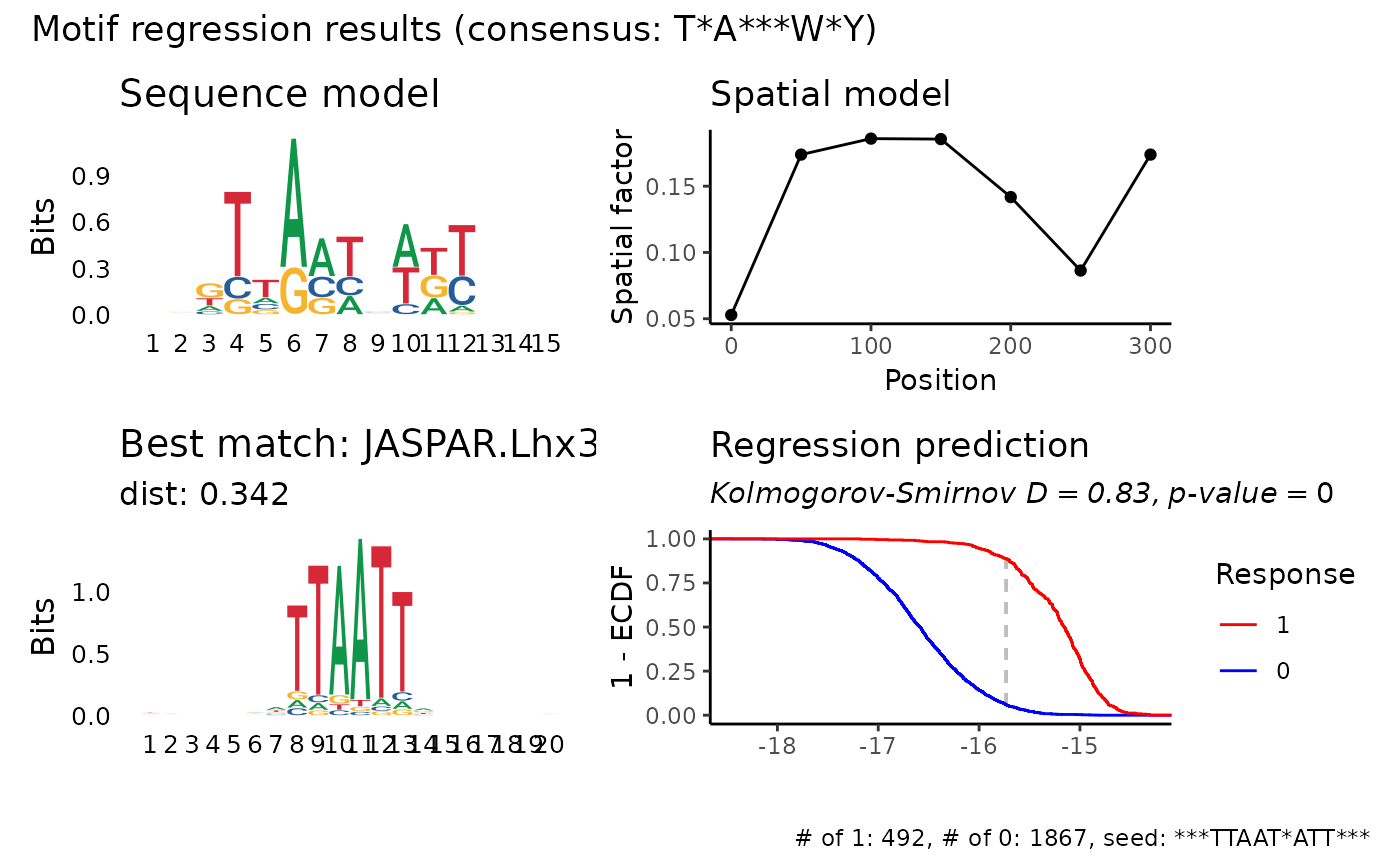 Motif regression results (consensus: T*A***W*Y)
Sequence model
Bits
0.9
0.6
0.3
0.0
1 2 3 4 5 6 7 8 9 10 11 12 13 14 15
Spatial model
Spatial factor
0.15
0.10
0.05
0 100 200 300
Position
Best match: JASPAR.Lhx3
dist: 0.342
Bits
1.0
0.5
0.0
1 2 3 4 5 6 7 8 9 10 11 12 13 14 15 16 17 18 19 20
Regression prediction
Kolmogorov-Smirnov D = 0.83, p-value = 0
1 - ECDF
1.00
0.75
0.50
0.25
0.00
-18 -17 -16 -15
Response
1
0
# of 1: 492, # of 0: 1867, seed: ***TTAAT*ATT***